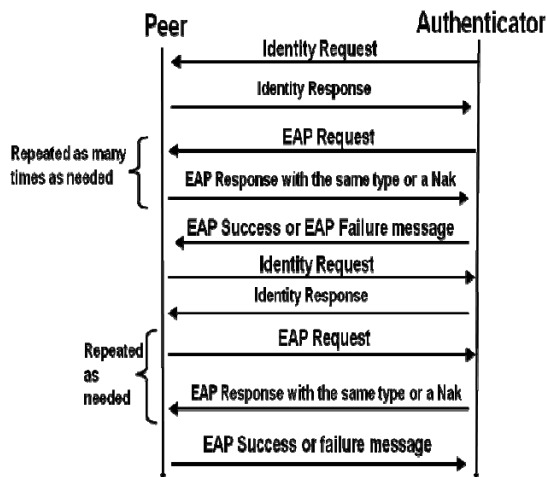 Peer
Authenticator
Identity Request
Identity Response
EAP Request
Repeated as many
times as needed
EAP Response with the same type or a Nak
EAP Success or EAP Failure message
Identity Request
Identity Response
EAP Request
Repeated
as
needed
EAP Response with the same type or a Nak
EAP Success or failure message